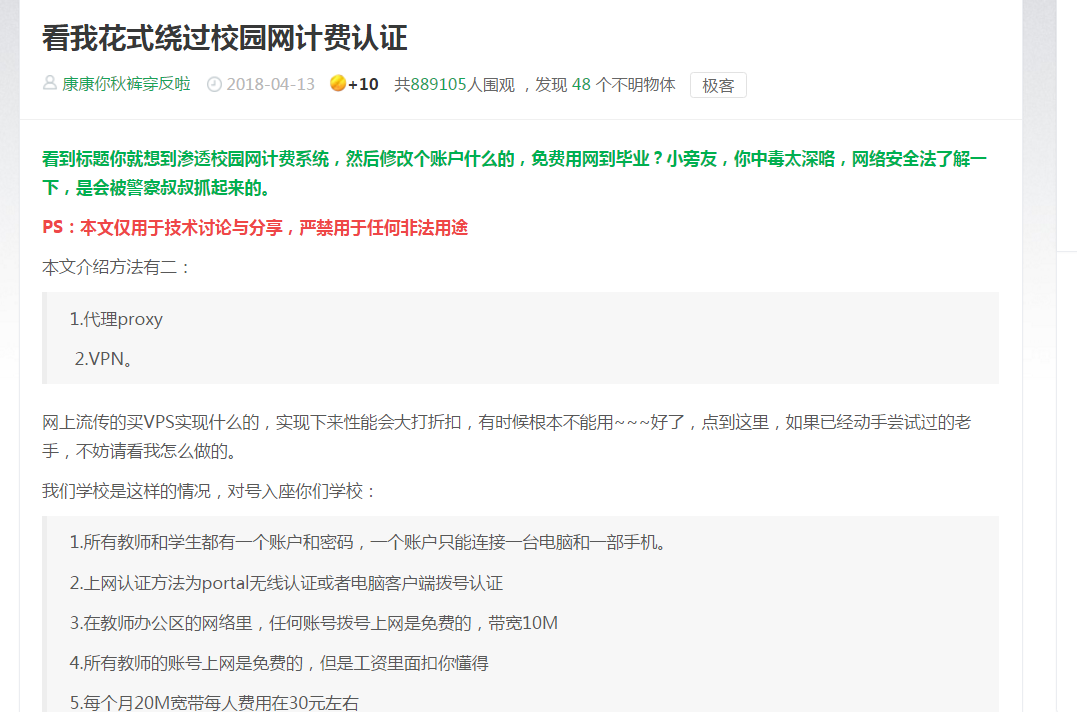 看我花式绕过校园网计费认证
康康你秋裤穿反啦 2018-04-13 +10 共889105人围观 ，发现 48 个不明物体 极客
看到标题你就想到渗透校园网计费系统，然后修改个账户什么的，免费用网到毕业？小旁友，你中毒太深咯，网络安全法了解一
下，是会被警察叔叔抓起来的。
PS：本文仅用于技术讨论与分享，严禁用于任何非法用途
本文介绍方法有二：
1.代理proxy
2.VPN。
网上流传的买VPS实现什么的，实现下来性能会大打折扣，有时候根本不能用~~~好了，点到这里，如果已经动手尝试过的老
手，不妨请看我怎么做的。
我们学校是这样的情况，对号入座你们学校：
1.所有教师和学生都有一个账户和密码，一个账户只能连接一台电脑和一部手机。
2.上网认证方法为portal无线认证或者电脑客户端拨号认证
3.在教师办公区的网络里，任何账号拨号上网是免费的，带宽10M
4.所有教师的账号上网是免费的，但是工资里面扣你懂得
5.每个月20M宽带每人费用在30元左右